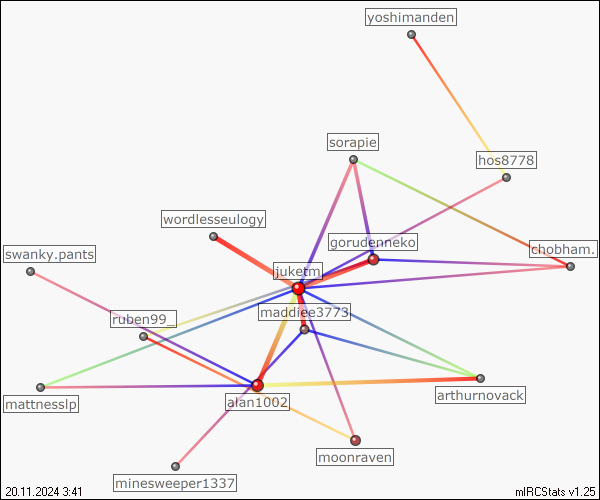 yoshimanden
sorapie
hos8778
wordlesseulogy
gorudenneko
chobham.
swanky.pants
juketm
ruben99_
maddiee3773
arthurnovack
mattnesslp
alan1002
moonraven
minesweeper1337
20.11.2024 3:41
mIRCStats v1.25